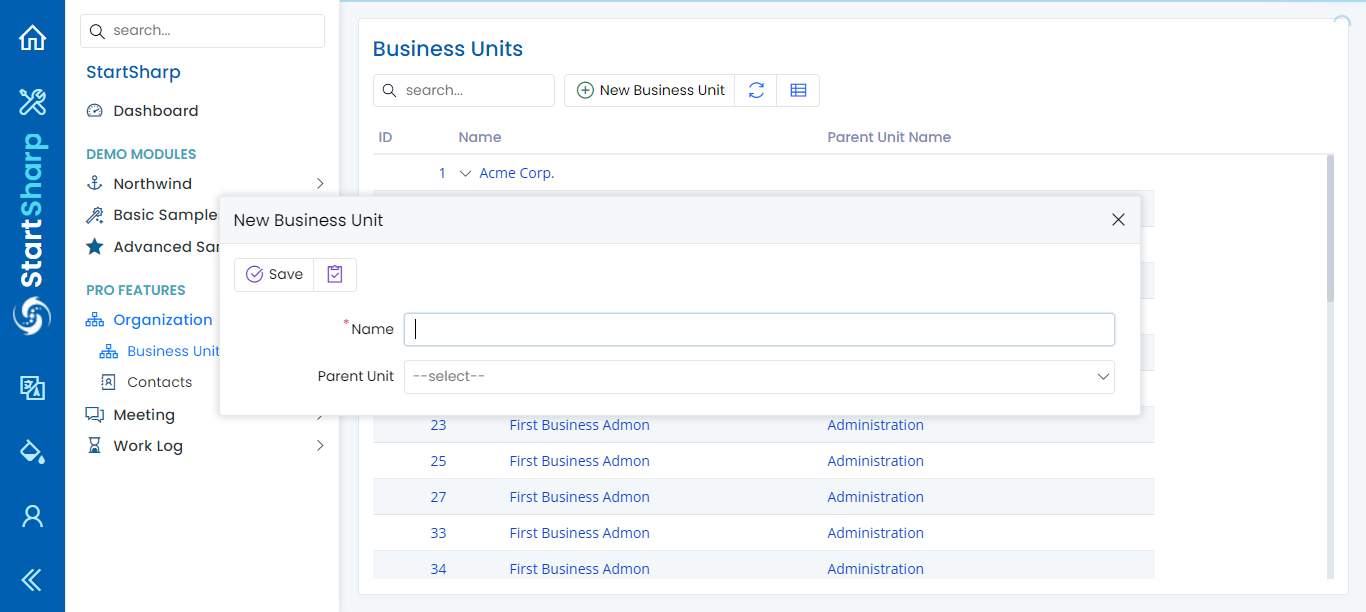 StartSharp
search...
StartSharp
Dashboard
DEMO MODULES
Northwind
Basic Sample
Advanced Sar
PRO FEATURES
Organization
Business Unit
Contacts
Meeting
Work Log
Business Units
search...
New Business Unit
ID Name Parent Unit Name
1 Acme Corp.
New Business Unit
Save
* Name
Parent Unit --select--
23 First Business Admon Administration
25 First Business Admon Administration
27 First Business Admon Administration
33 First Business Admon Administration
34 First Business Admon Administration